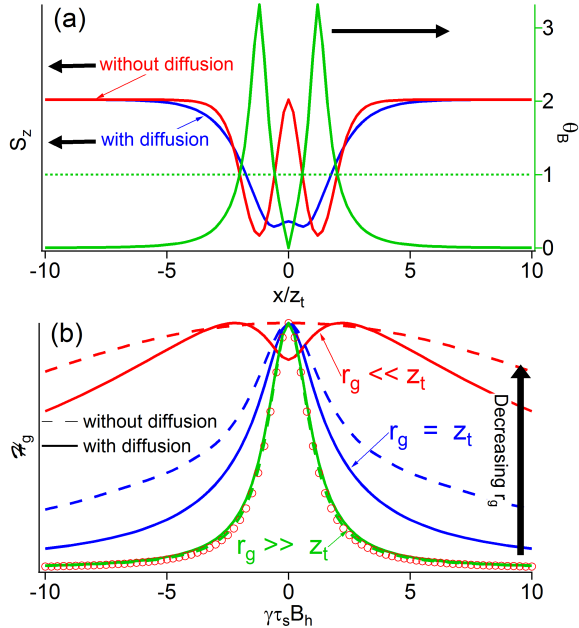 (a)
without diffusion
with diffusion
S_z
θ_B
3
2
1
0
-10
-5
0
5
10
x/z_t
(b)
r_g << z_t
without diffusion
with diffusion
r_g = z_t
r_g >> z_t
Decreasing r_g
ℋ_g
-10
-5
0
5
10
γτ_sB_h